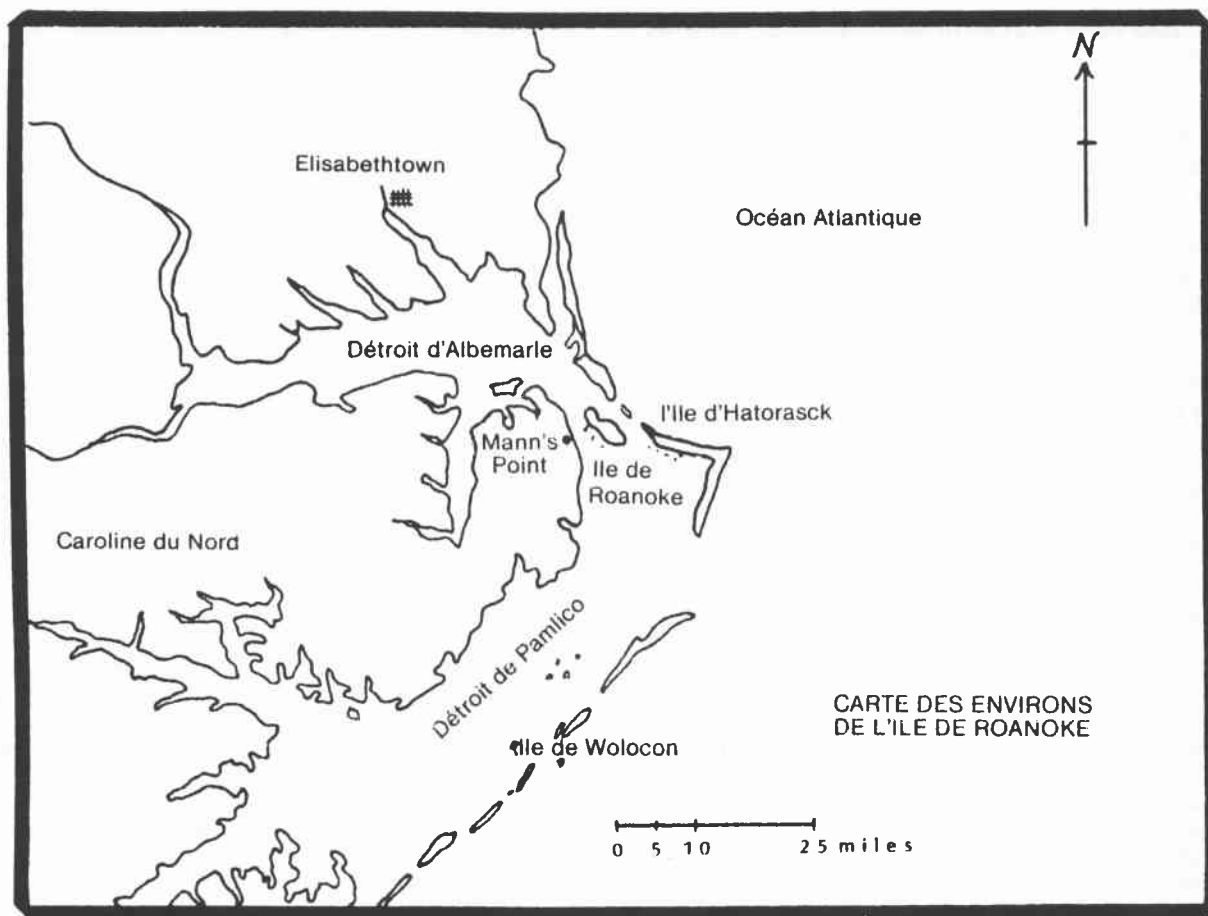 N
Elisabethtown
Océan Atlantique
Détroit d'Albemarle
l'Ile d'Hatorasck
Mann's
Point
Ile de
Roanoke
Caroline du Nord
Détroit de Pamlico
Ile de Wolocon
CARTE DES ENVIRONS
DE L'ILE DE ROANOKE
0 5 10 25 miles